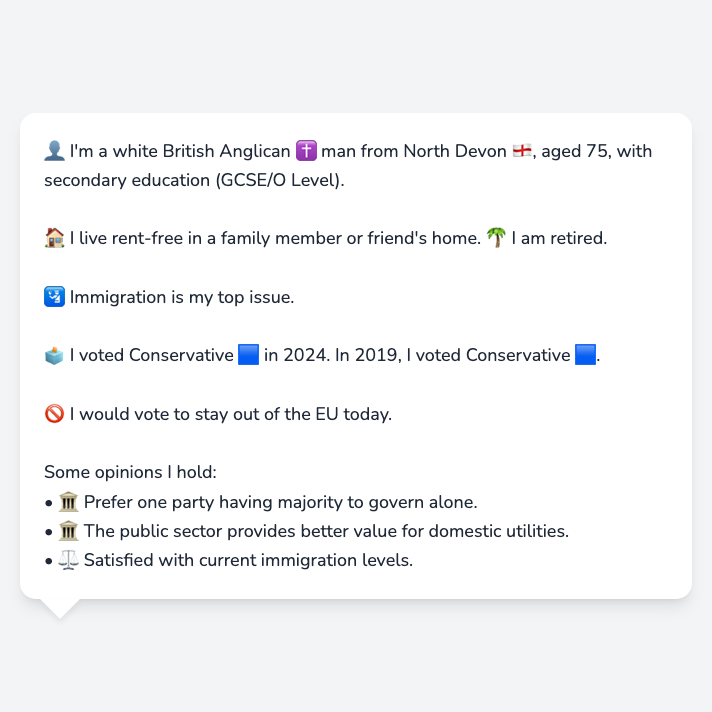 👤 I'm a white British Anglican ✝️ man from North Devon 🏴󠁧󠁢󠁥󠁮󠁧󠁿, aged 75, with
secondary education (GCSE/O Level).
🏠 I live rent-free in a family member or friend's home. 🌴 I am retired.
🛂 Immigration is my top issue.
🗳️ I voted Conservative 🟦 in 2024. In 2019, I voted Conservative 🟦.
🚫 I would vote to stay out of the EU today.
Some opinions I hold:
• 🏛️ Prefer one party having majority to govern alone.
• 🏛️ The public sector provides better value for domestic utilities.
• ⚖️ Satisfied with current immigration levels.